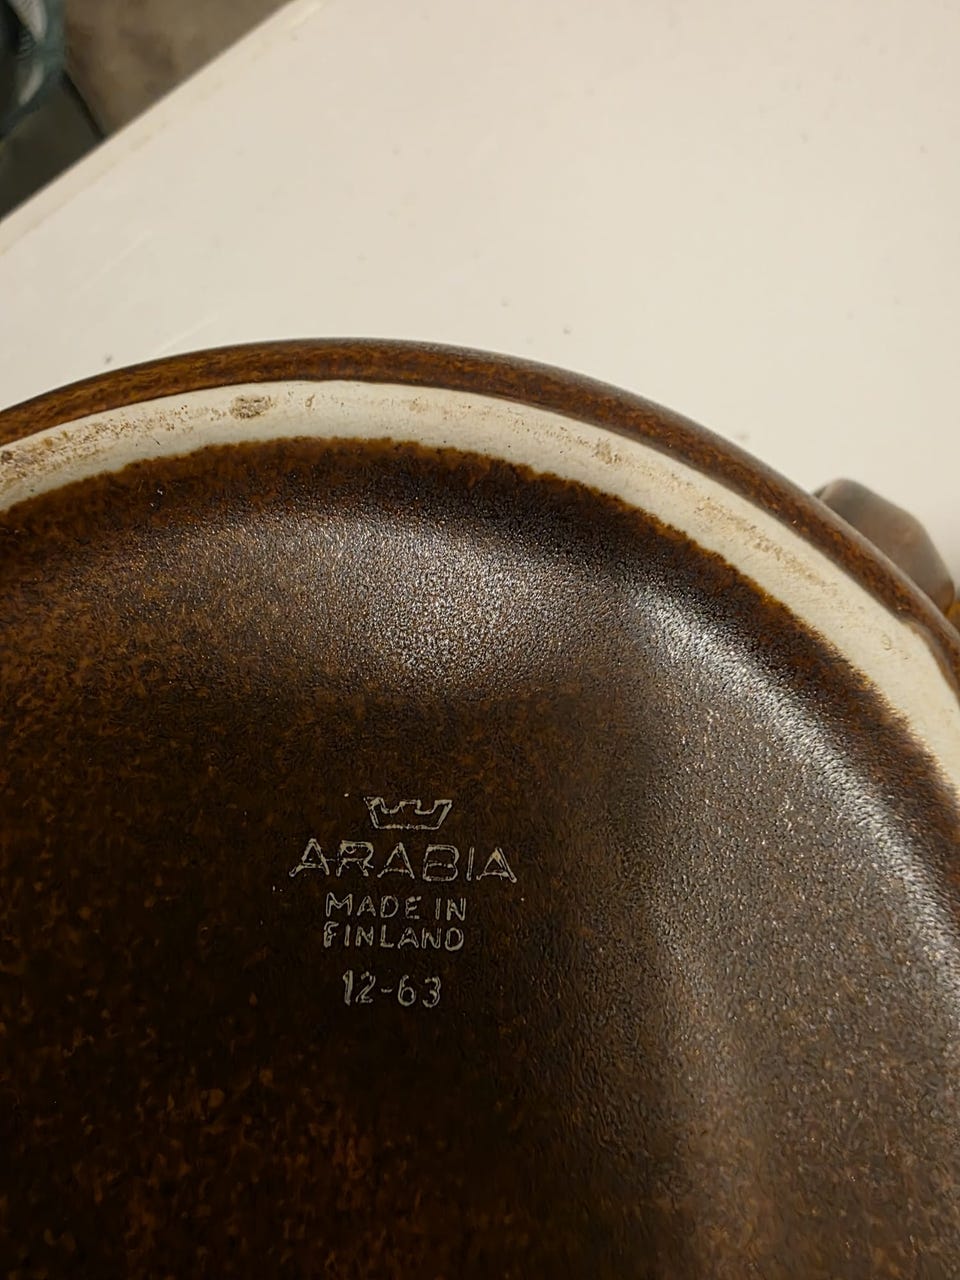 ARABIA
MADE IN
FINLAND
12-63